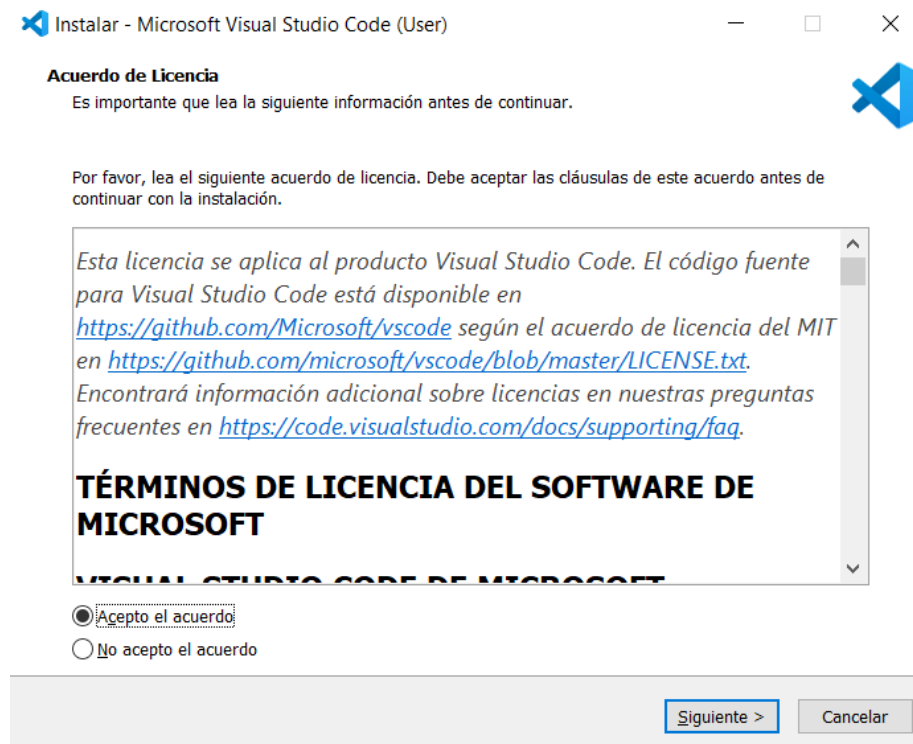 Instalar - Microsoft Visual Studio Code (User)
Acuerdo de Licencia
Es importante que lea la siguiente información antes de continuar.
Por favor, lea el siguiente acuerdo de licencia. Debe aceptar las cláusulas de este acuerdo antes de
continuar con la instalación.
Esta licencia se aplica al producto Visual Studio Code. El código fuente
para Visual Studio Code está disponible en
https://github.com/Microsoft/vscode según el acuerdo de licencia del MIT
en https://github.com/microsoft/vscode/blob/master/LICENSE.txt.
Encontrará información adicional sobre licencias en nuestras preguntas
frecuentes en https://code.visualstudio.com/docs/supporting/faq.
TÉRMINOS DE LICENCIA DEL SOFTWARE DE
MICROSOFT
VISUAL STUDIO CODE DE MICROSOFT
Acepto el acuerdo
No acepto el acuerdo
Siguiente >
Cancelar